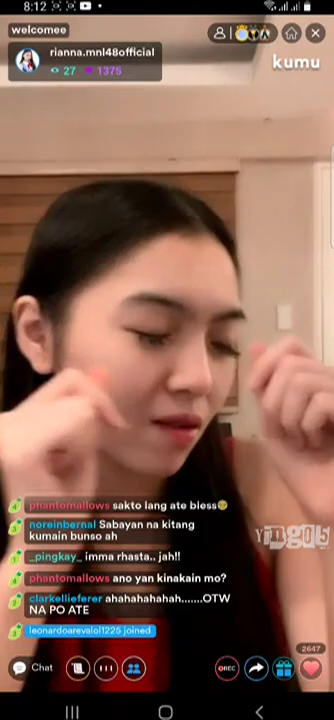 8:12
welcomee
rianna.mnl48official
27 1375
kumu
phantomallows sakto lang ate bless🥺
noreinbernal Sabayan na kitang
kumain bunso ah
_pingkay_ imma rhasta.. jah!!
phantomallows ano yan kinakain mo?
clarkellieferer ahahahahahah.......OTW
NA PO ATE
leonardoarevalo11225 joined
2647
Chat
REC